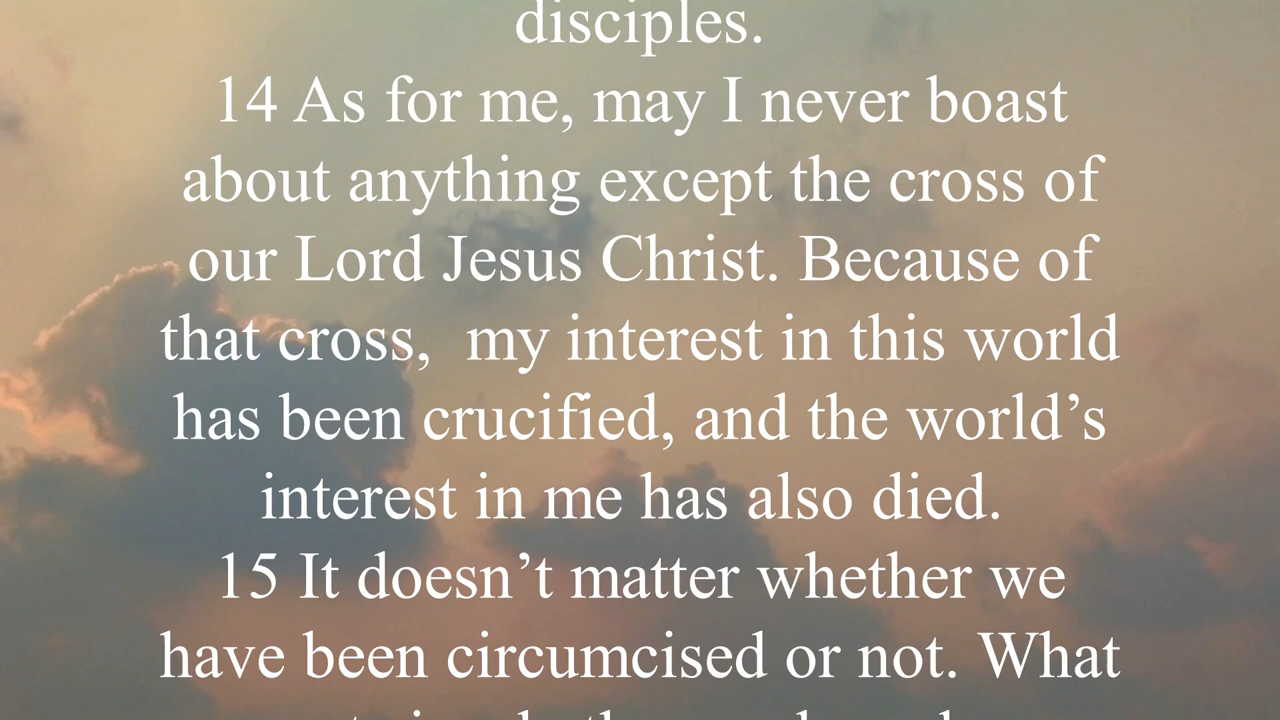 disciples.
14 As for me, may I never boast
about anything except the cross of
our Lord Jesus Christ. Because of
that cross,  my interest in this world
has been crucified, and the world’s
interest in me has also died.
15 It doesn’t matter whether we
have been circumcised or not. What